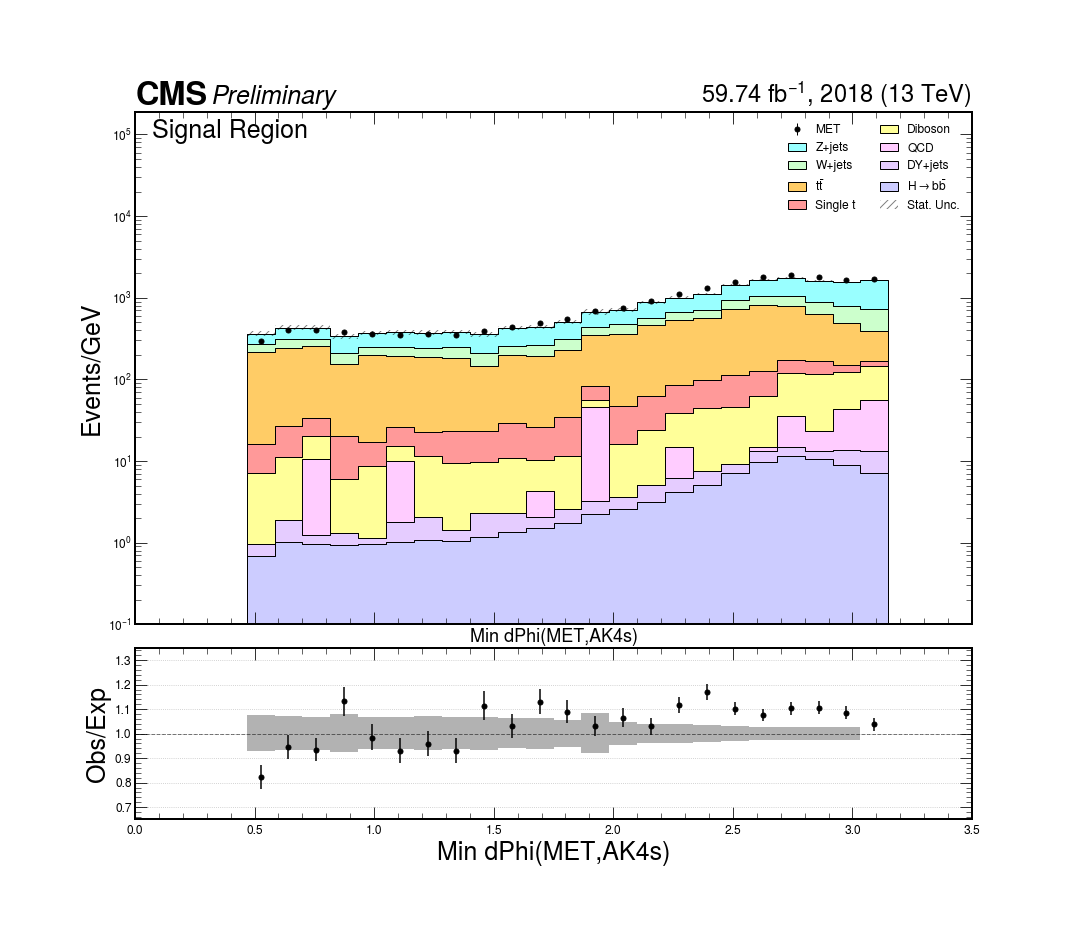 CMS Preliminary
59.74 fb⁻¹, 2018 (13 TeV)
Signal Region
MET
Z+jets
W+jets
tt̄
Single t
Diboson
QCD
DY+jets
H→bb̄
Stat. Unc.
Events/GeV
10⁵
10⁴
10³
10²
10¹
10⁰
10⁻¹
Min dPhi(MET,AK4s)
Obs/Exp
1.3
1.2
1.1
1.0
0.9
0.8
0.7
0.0 0.5 1.0 1.5 2.0 2.5 3.0 3.5
Min dPhi(MET,AK4s)